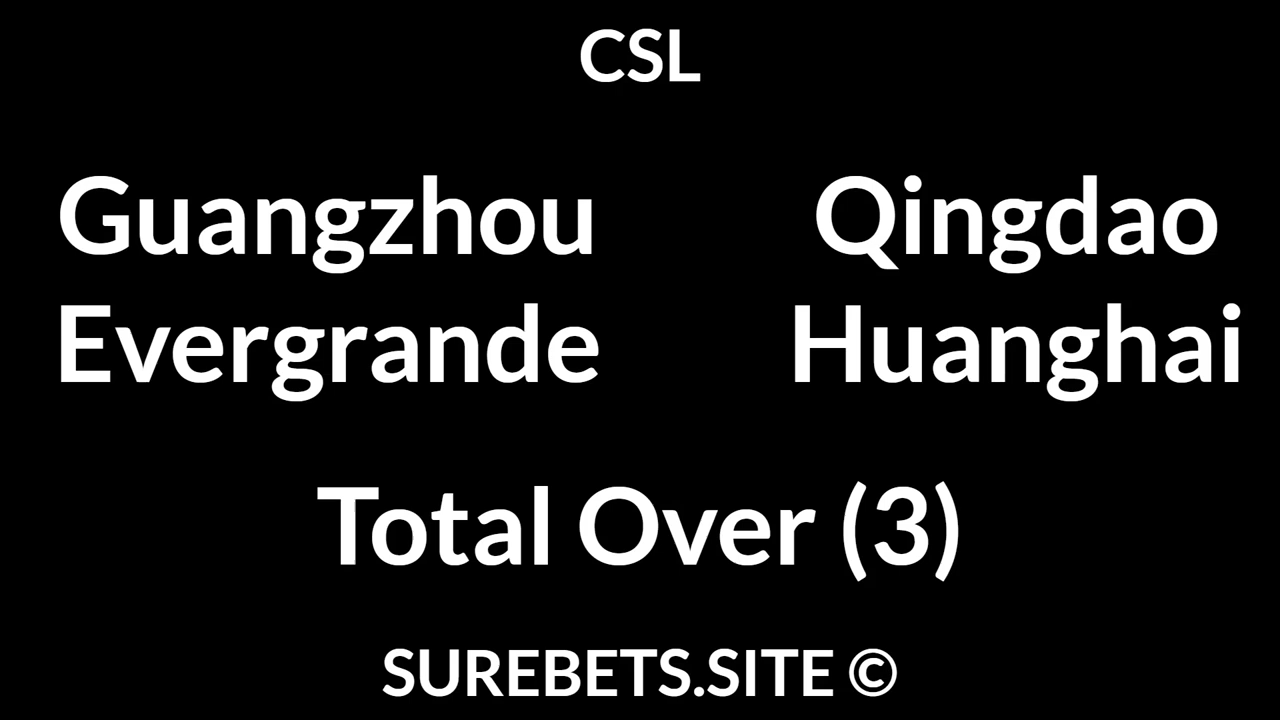 CSL
Guangzhou Evergrande
Qingdao Huanghai
Total Over (3)
SUREBETS.SITE ©